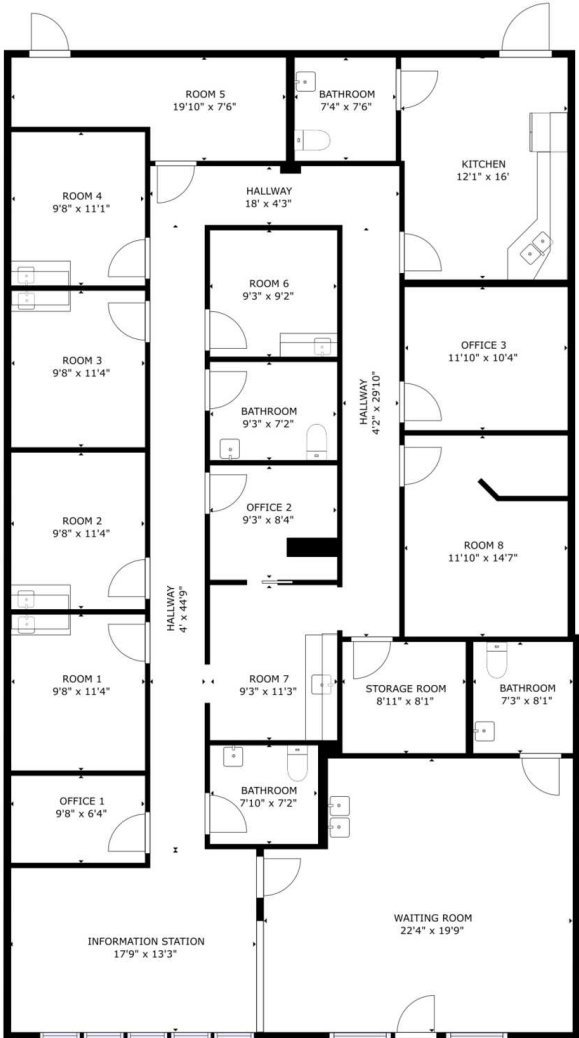 ROOM 5
19'10" x 7'6"
BATHROOM
7'4" x 7'6"
KITCHEN
12'1" x 16'
ROOM 4
9'8" x 11'1"
HALLWAY
18' x 4'3"
ROOM 6
9'3" x 9'2"
ROOM 3
9'8" x 11'4"
OFFICE 3
11'10" x 10'4"
HALLWAY
4'2" x 29'10"
BATHROOM
9'3" x 7'2"
ROOM 2
9'8" x 11'4"
OFFICE 2
9'3" x 8'4"
ROOM 8
11'10" x 14'7"
HALLWAY
4' x 44'9"
ROOM 1
9'8" x 11'4"
ROOM 7
9'3" x 11'3"
STORAGE ROOM
8'11" x 8'1"
BATHROOM
7'3" x 8'1"
OFFICE 1
9'8" x 6'4"
BATHROOM
7'10" x 7'2"
INFORMATION STATION
17'9" x 13'3"
WAITING ROOM
22'4" x 19'9"